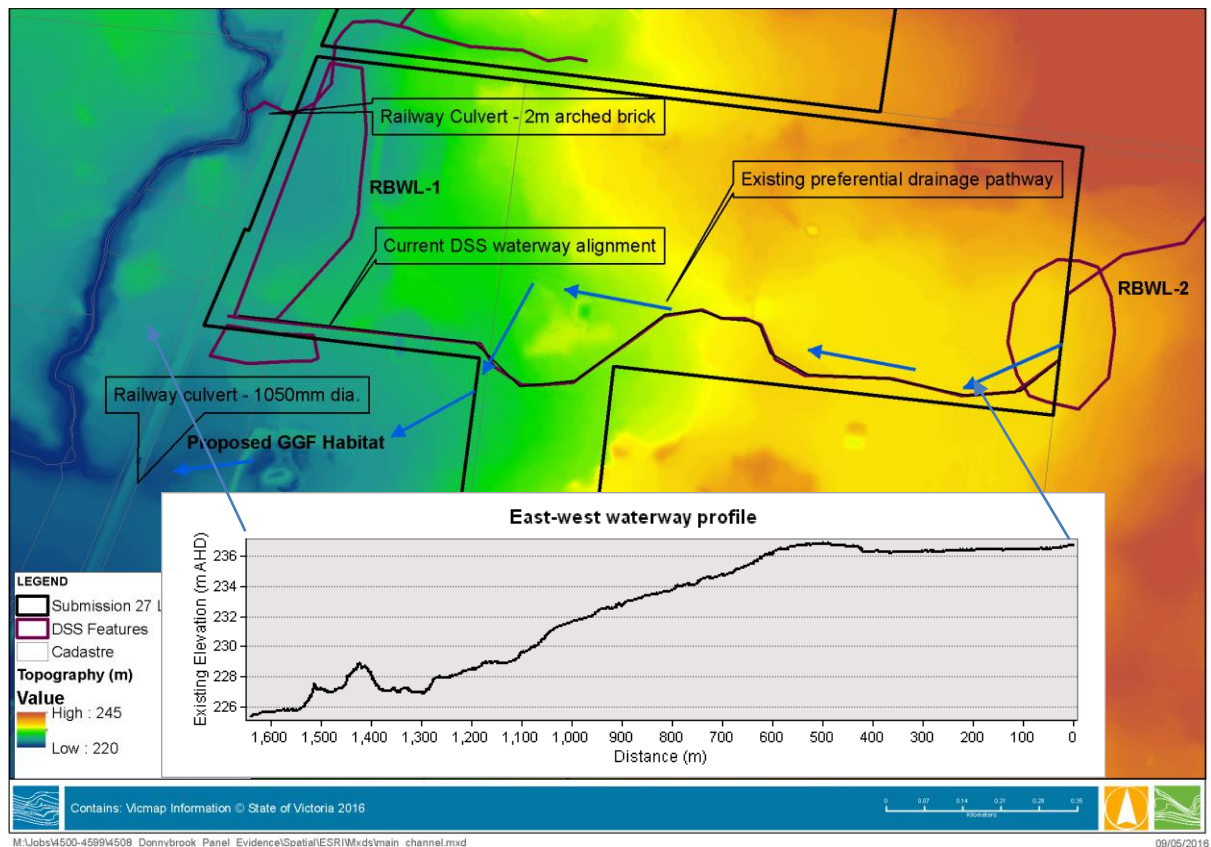 Railway Culvert - 2m arched brick
RBWL-1
Existing preferential drainage pathway
Current DSS waterway alignment
RBWL-2
Railway culvert - 1050mm dia.
Proposed GGF Habitat
East-west waterway profile
Existing Elevation (m AHD)
236
234
232
230
228
226
1,600 1,500 1,400 1,300 1,200 1,100 1,000 900 800 700 600 500 400 300 200 100 0
Distance (m)
LEGEND
Submission 27 L
DSS Features
Cadastre
Topography (m)
Value
High : 245
Low : 220
Contains: Vicmap Information © State of Victoria 2016
0 0.07 0.14 0.21 0.28 0.35
Kilometers
M:\Jobs\4500-4599\4508_Donnybrook_Panel_Evidence\Spatial\ESRI\Mxds\main_channel.mxd
09/05/2016